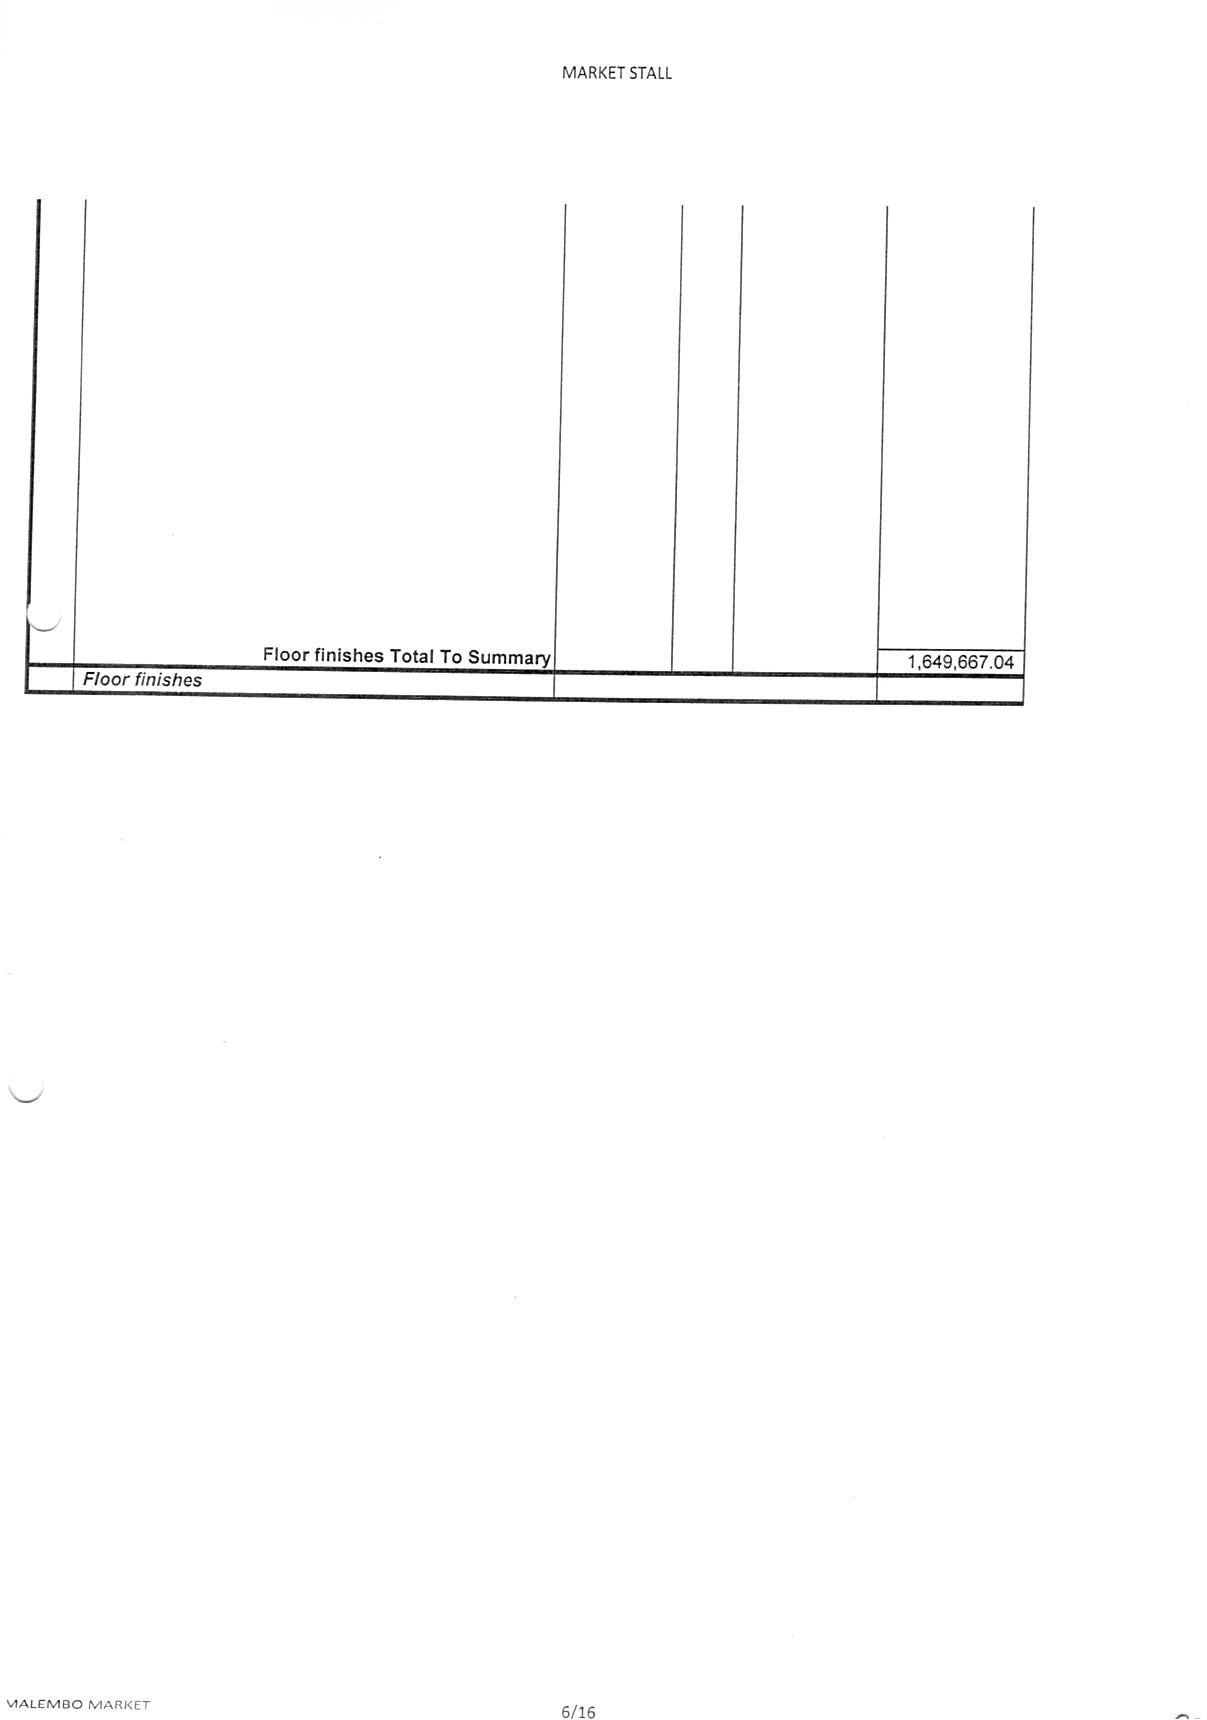 MARKET STALL
Floor finishes Total To Summary 1,649,667.04
Floor finishes
MALEMBO MARKET
6/16